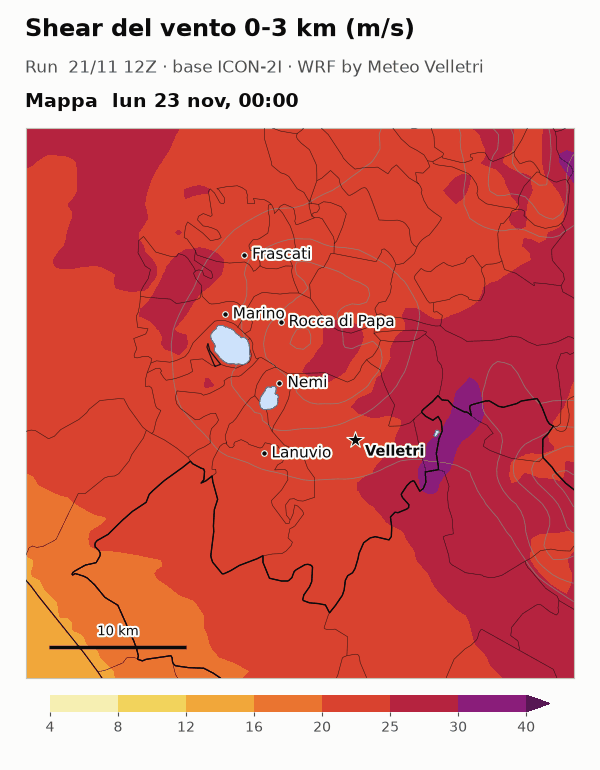 Shear del vento 0-3 km (m/s)
Run  21/11 12Z · base ICON-2I · WRF by Meteo Velletri
Mappa  lun 23 nov, 00:00
Frascati
Marino
Rocca di Papa
Nemi
Velletri
Lanuvio
10 km
4 8 12 16 20 25 30 40